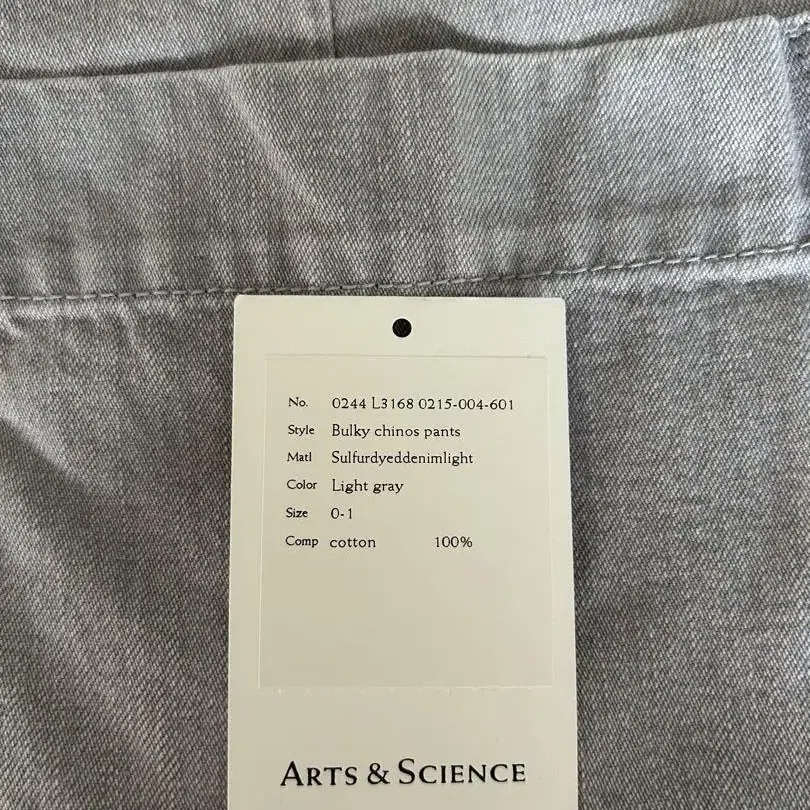 No. 0244 L3168 0215-004-601
Style Bulky chinos pants
Matl Sulfurdyeddenimlight
Color Light gray
Size 0-1
Comp cotton 100%
ARTS & SCIENCE